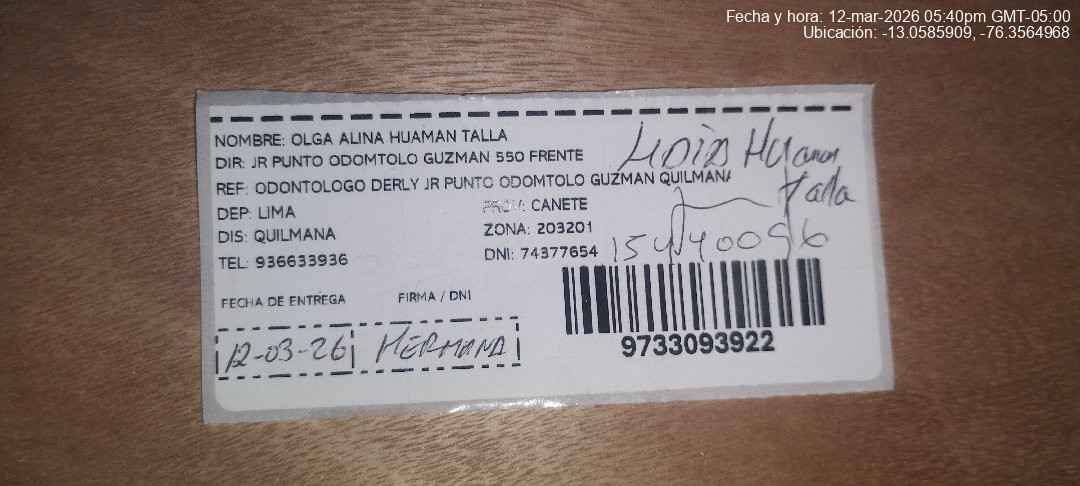 Fecha y hora: 12-mar-2026 05:40pm GMT-05:00
Ubicación: -13.0585909, -76.3564968
NOMBRE: OLGA ALINA HUAMAN TALLA
DIR: JR PUNTO ODOMTOLO GUZMAN 550 FRENTE
REF: ODONTOLOGO DERLY JR PUNTO ODOMTOLO GUZMAN QUILMANA
Huaman
Talla
DEP: LIMA PROV: CANETE
DIS: QUILMANA ZONA: 203201
TEL: 936633936 DNI: 74377654
FECHA DE ENTREGA FIRMA / DNI
12-03-26 HERMANA
9733093922